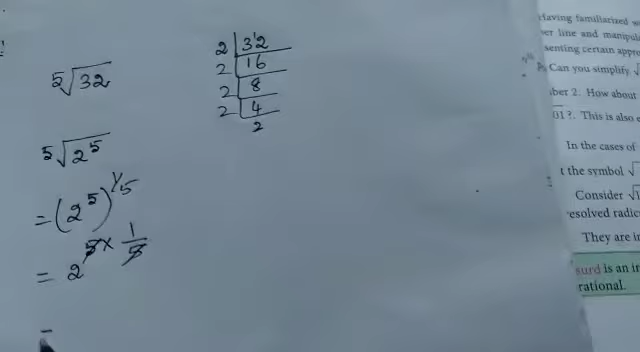 ⁵√32
⁵√2⁵
= (2⁵)^1/5
= 2^5×1/5
=
2 | 32
2 | 16
2 | 8
2 | 4
2
Having familiarized
line and manipul
senting certain appro
Can you simplify √
ber 2. How about
31 ?. This is also
In the cases of
t the symbol √
Consider √
resolved radic
They are ir
surd is an ir
rational.